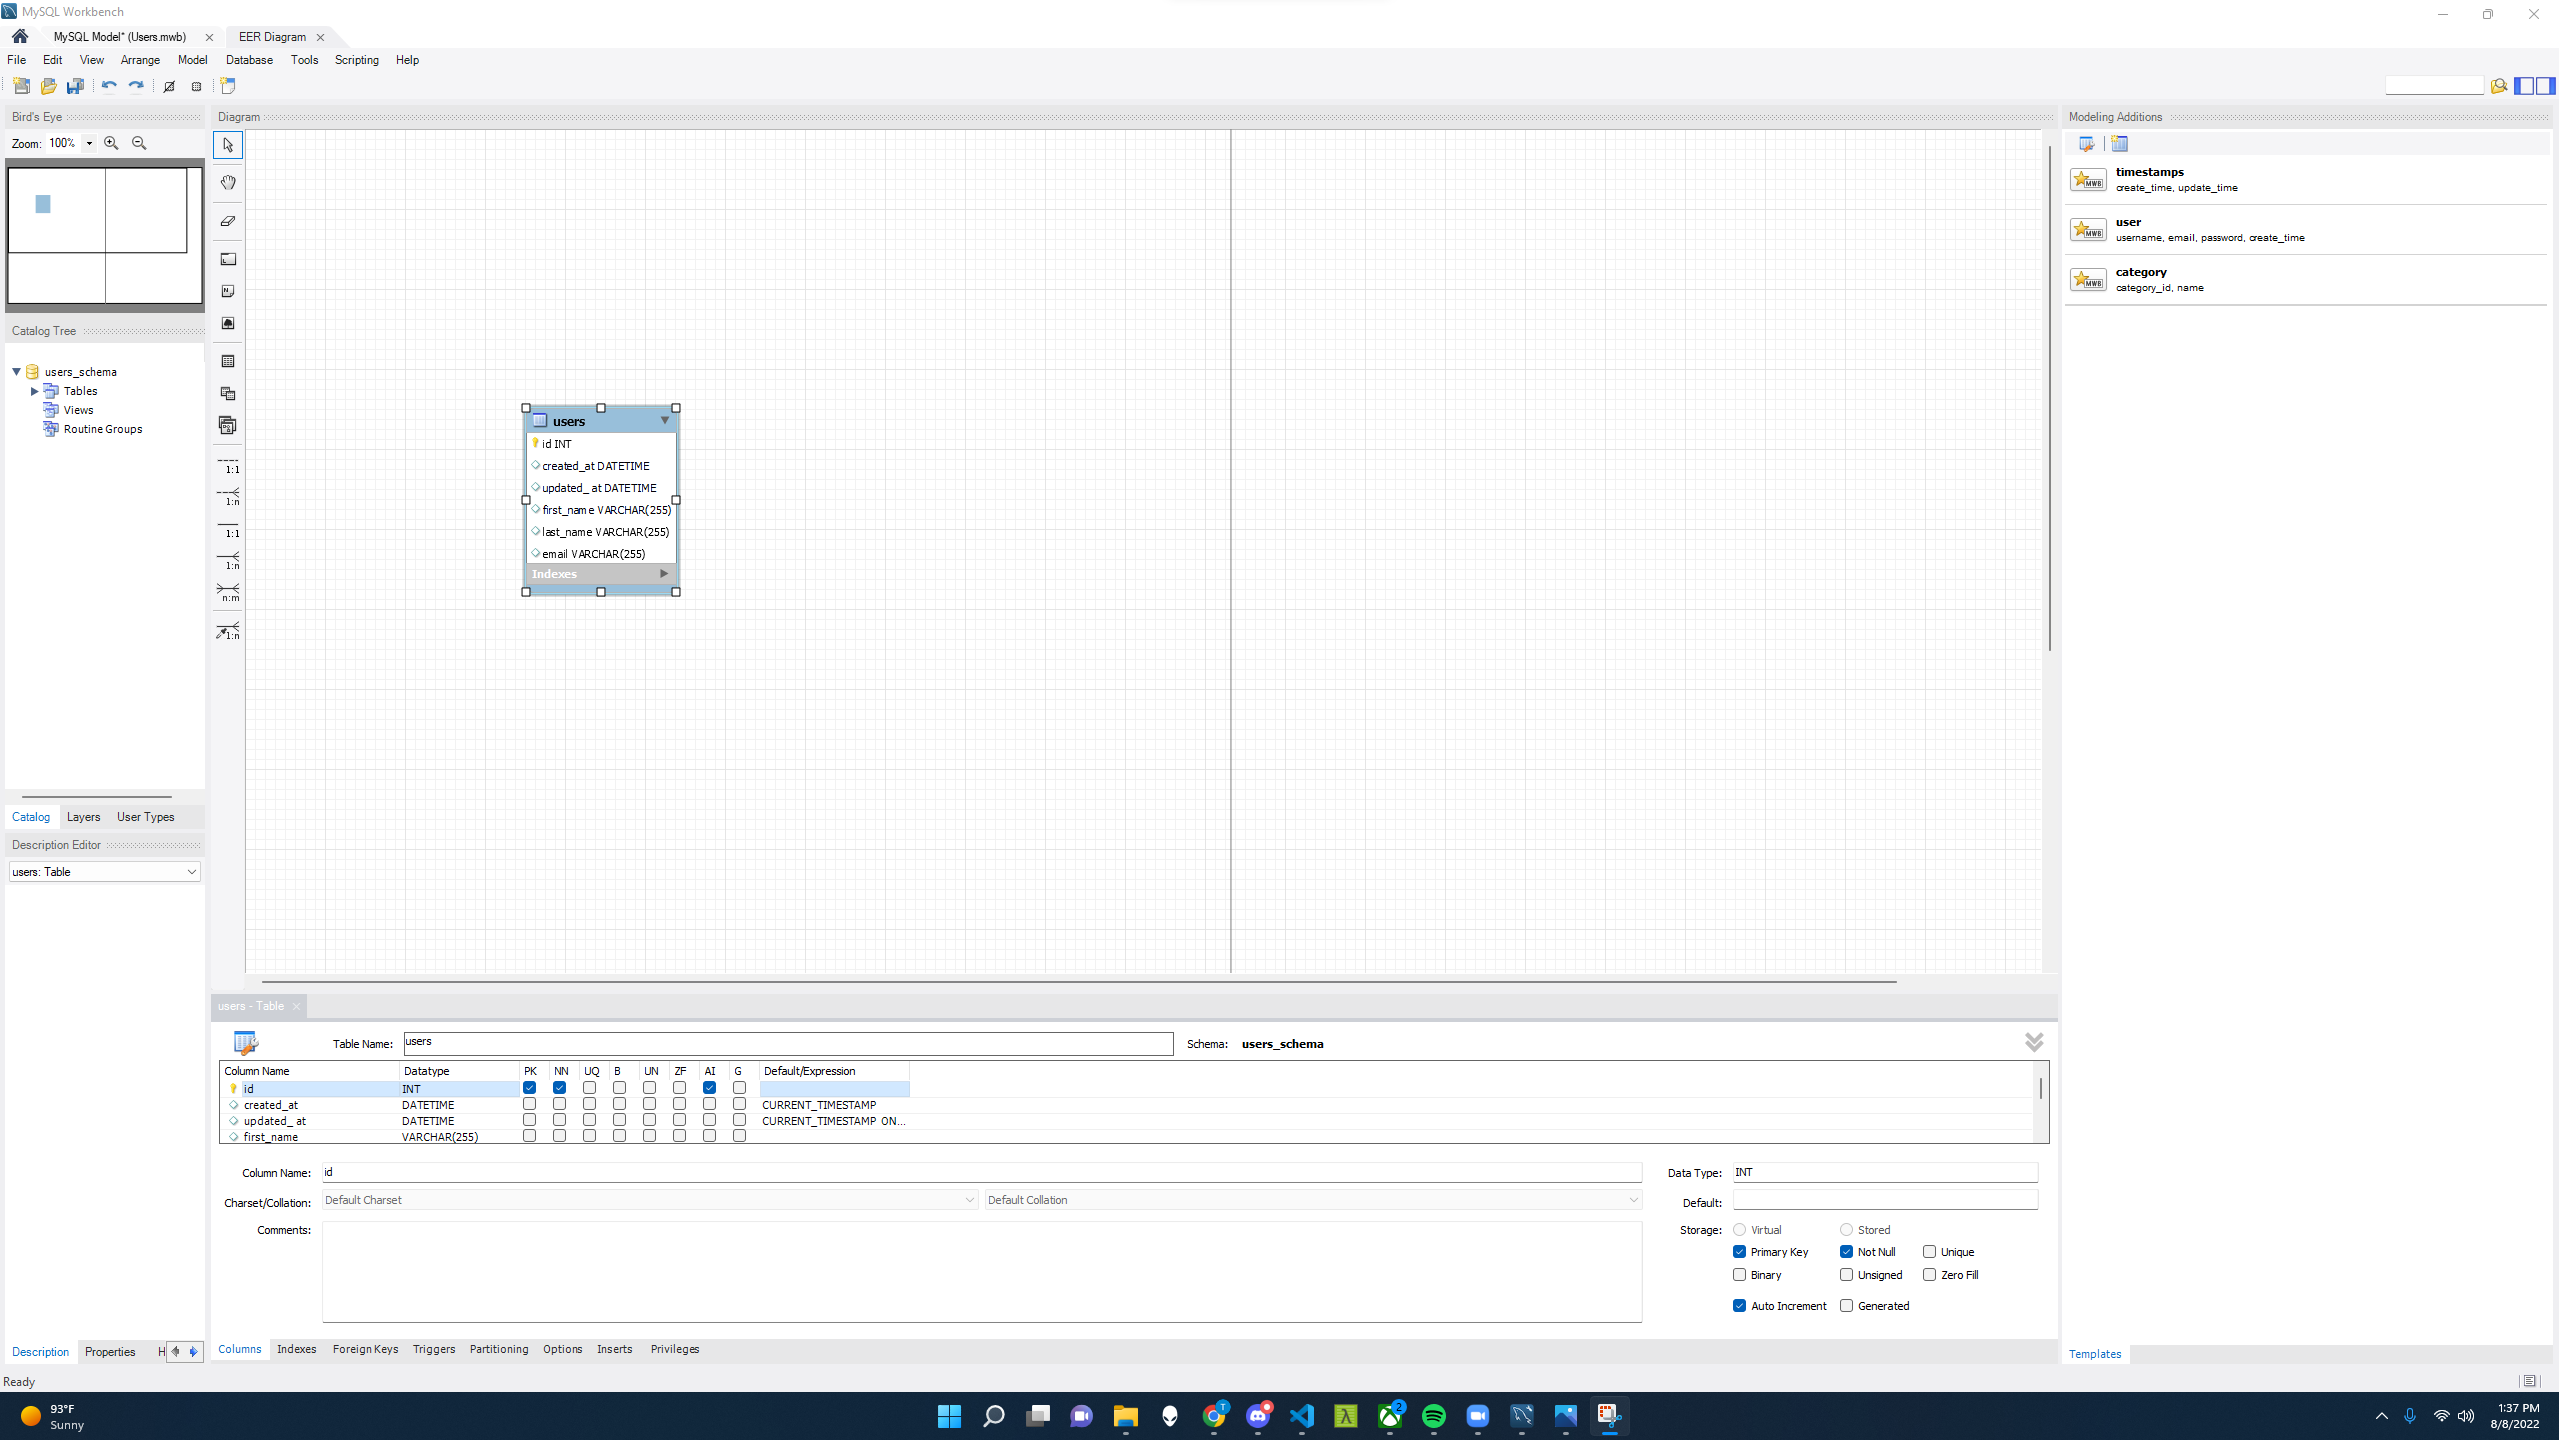 MySQL Workbench
MySQL Model* (Users.mwb)
EER Diagram
File Edit View Arrange Model Database Tools Scripting Help
Bird's Eye
Zoom: 100%
Diagram
Modeling Additions
timestamps
create_time, update_time
user
username, email, password, create_time
category
category_id, name
Catalog Tree
users_schema
Tables
Views
Routine Groups
1:1
1:n
1:1
1:n
n:m
1:n
users
id INT
created_at DATETIME
updated_ at DATETIME
first_name VARCHAR(255)
last_name VARCHAR(255)
email VARCHAR(255)
Indexes
Catalog Layers User Types
Description Editor
users: Table
users - Table
Table Name: users
Schema: users_schema
Column Name Datatype PK NN UQ B UN ZF AI G Default/Expression
id INT
created_at DATETIME CURRENT_TIMESTAMP
updated_ at DATETIME CURRENT_TIMESTAMP ON...
first_name VARCHAR(255)
Column Name: id
Data Type: INT
Charset/Collation: Default Charset Default Collation
Default:
Comments:
Storage: Virtual Stored
Primary Key Not Null Unique
Binary Unsigned Zero Fill
Auto Increment Generated
Columns Indexes Foreign Keys Triggers Partitioning Options Inserts Privileges
Description Properties H
Templates
Ready
93°F
Sunny
1:37 PM
8/8/2022